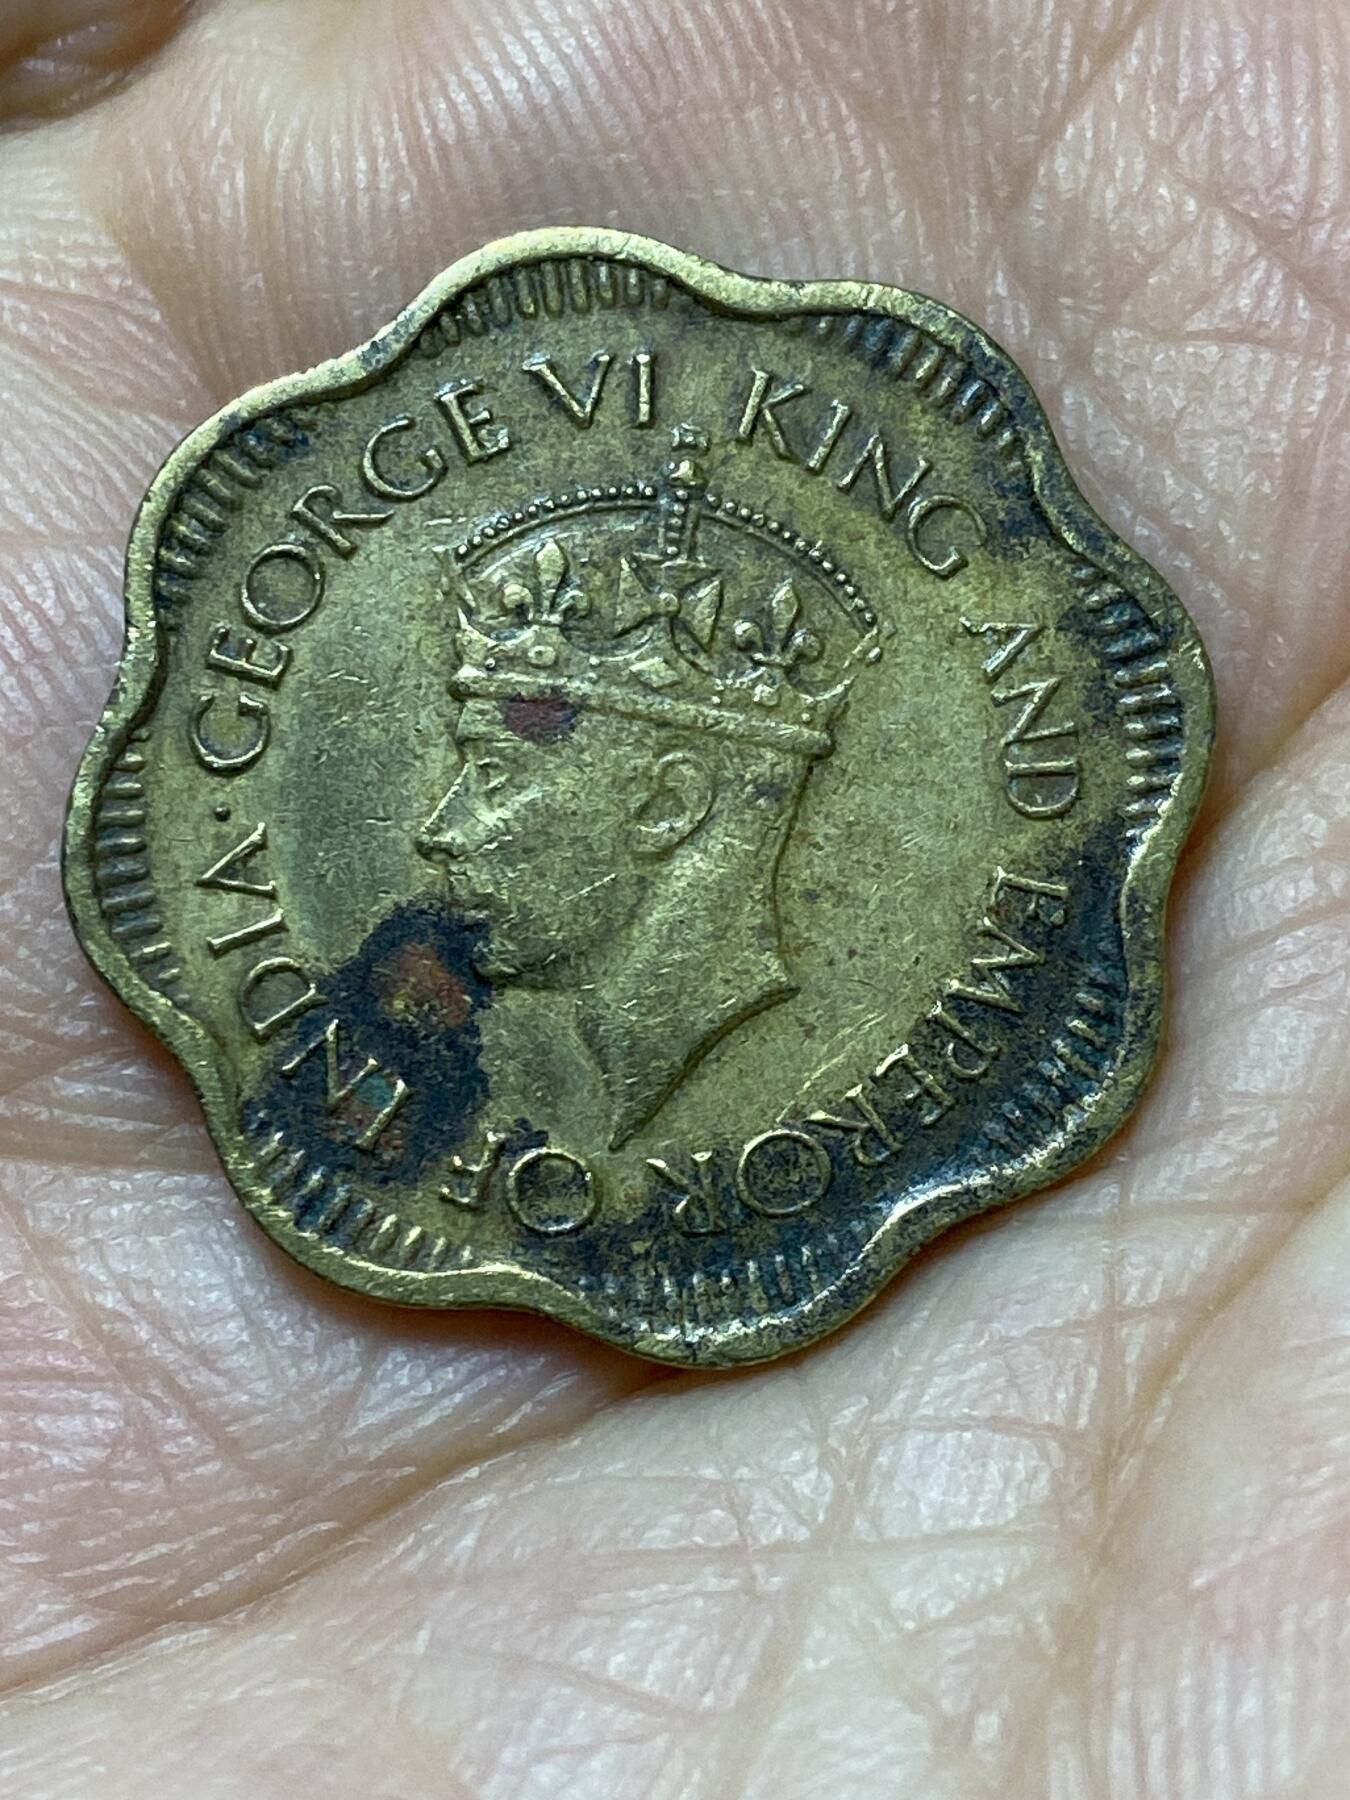 GEORGE VI KING AND EMPEROR OF INDIA ·